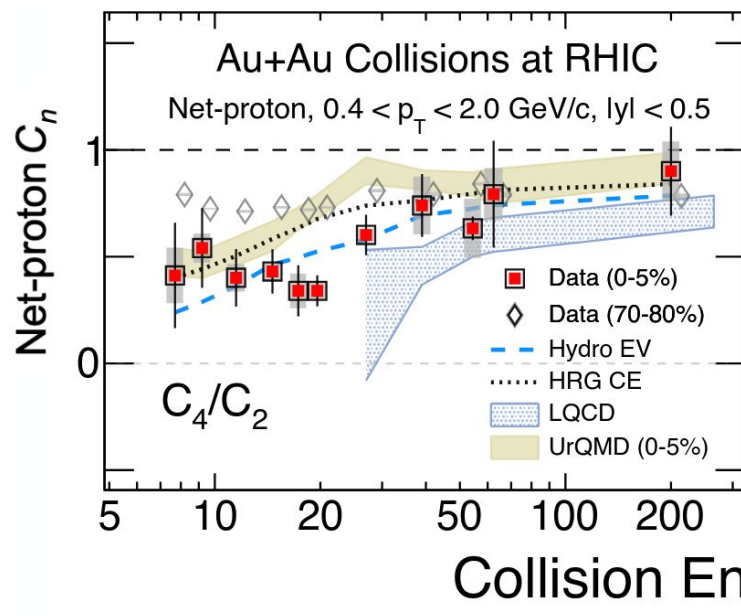 Au+Au Collisions at RHIC
Net-proton, 0.4 < p_T < 2.0 GeV/c, |y| < 0.5
Net-proton C_n
1
0
Data (0-5%)
Data (70-80%)
Hydro EV
HRG CE
LQCD
UrQMD (0-5%)
C_4/C_2
5 10 20 50 100 200
Collision En